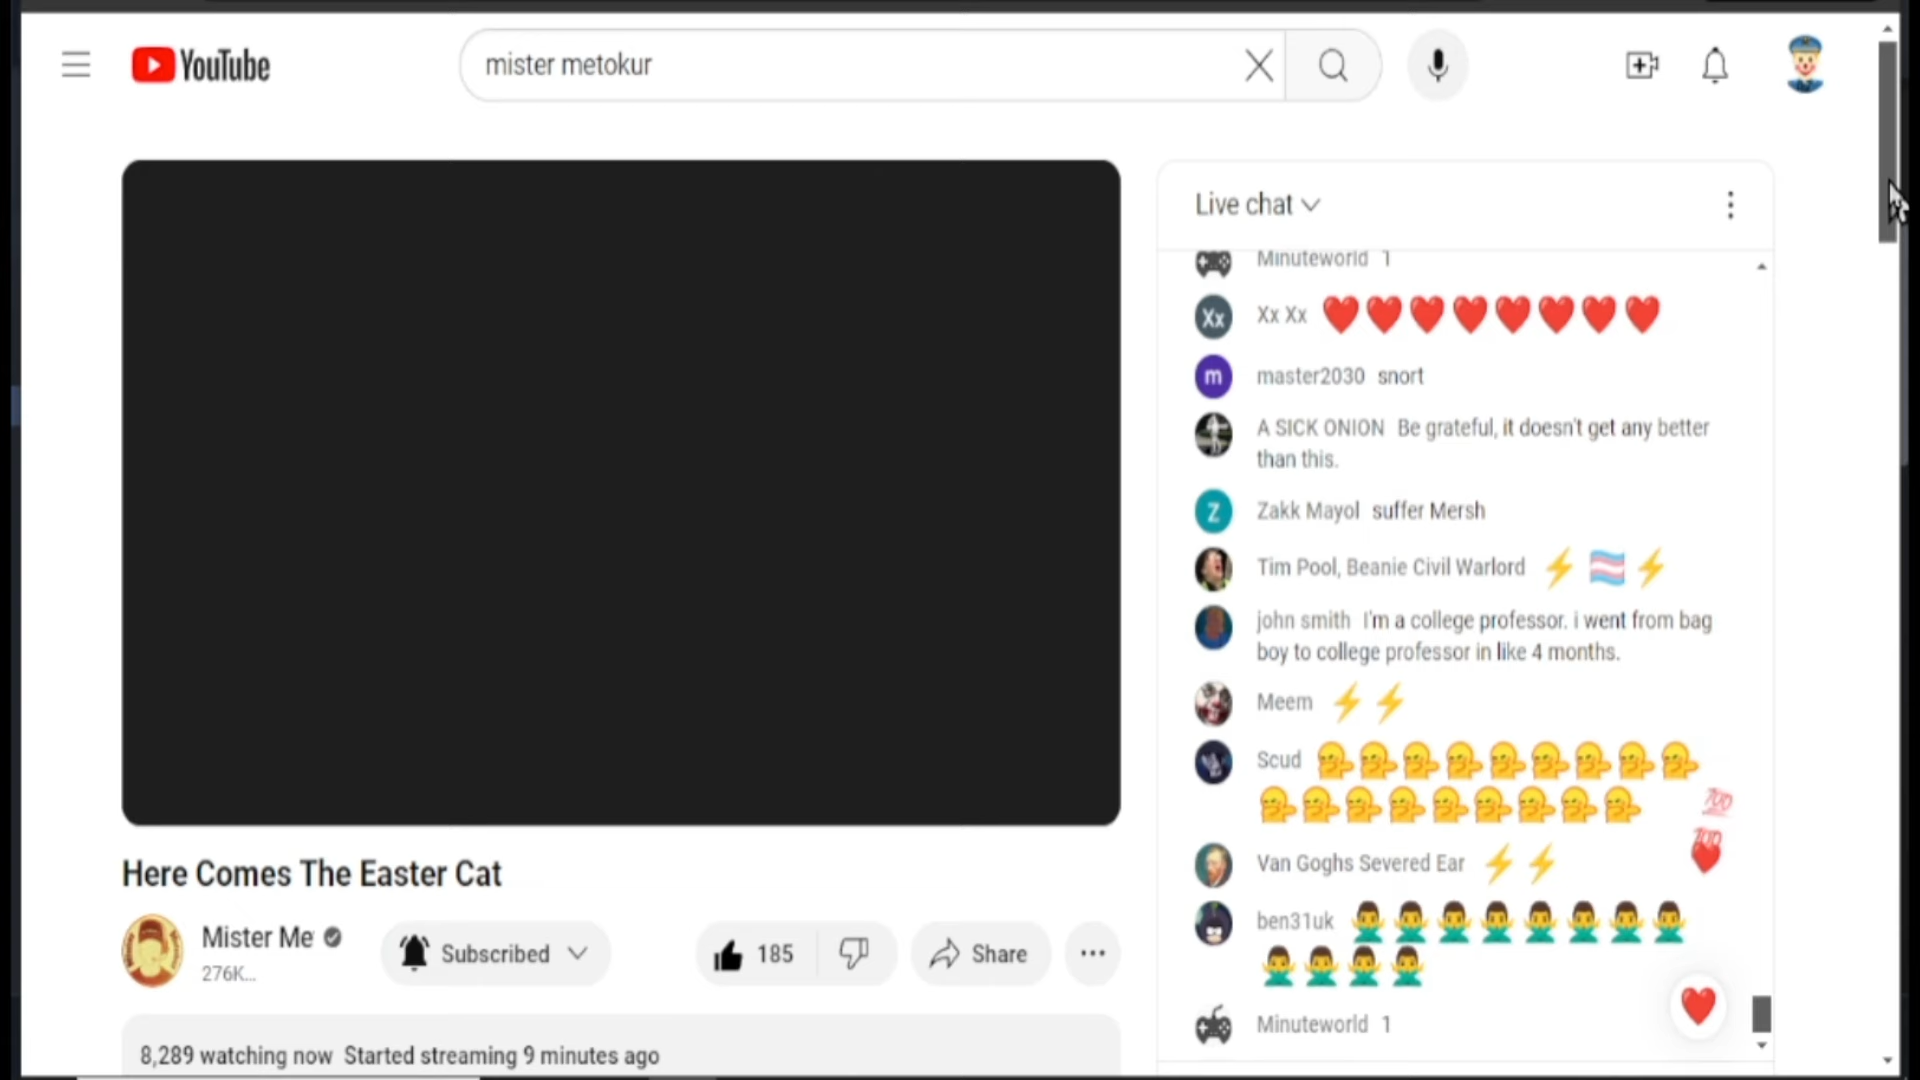 YouTube
mister metokur
Live chat
Minuteworld 1
Xx
Xx Xx ❤️❤️❤️❤️❤️❤️❤️❤️
m
master2030 snort
A SICK ONION Be grateful, it doesn't get any better
than this.
Z
Zakk Mayol suffer Mersh
Tim Pool, Beanie Civil Warlord ⚡🏳️‍⚧️⚡
john smith I'm a college professor. i went from bag
boy to college professor in like 4 months.
Meem ⚡⚡
Scud
100
100
Van Goghs Severed Ear ⚡⚡
ben31uk 🙅‍♂️🙅‍♂️🙅‍♂️🙅‍♂️🙅‍♂️🙅‍♂️🙅‍♂️🙅‍♂️
🙅‍♂️🙅‍♂️🙅‍♂️🙅‍♂️
Minuteworld 1
Here Comes The Easter Cat
Mister Me
276K...
Subscribed
185
Share
8,289 watching now Started streaming 9 minutes ago